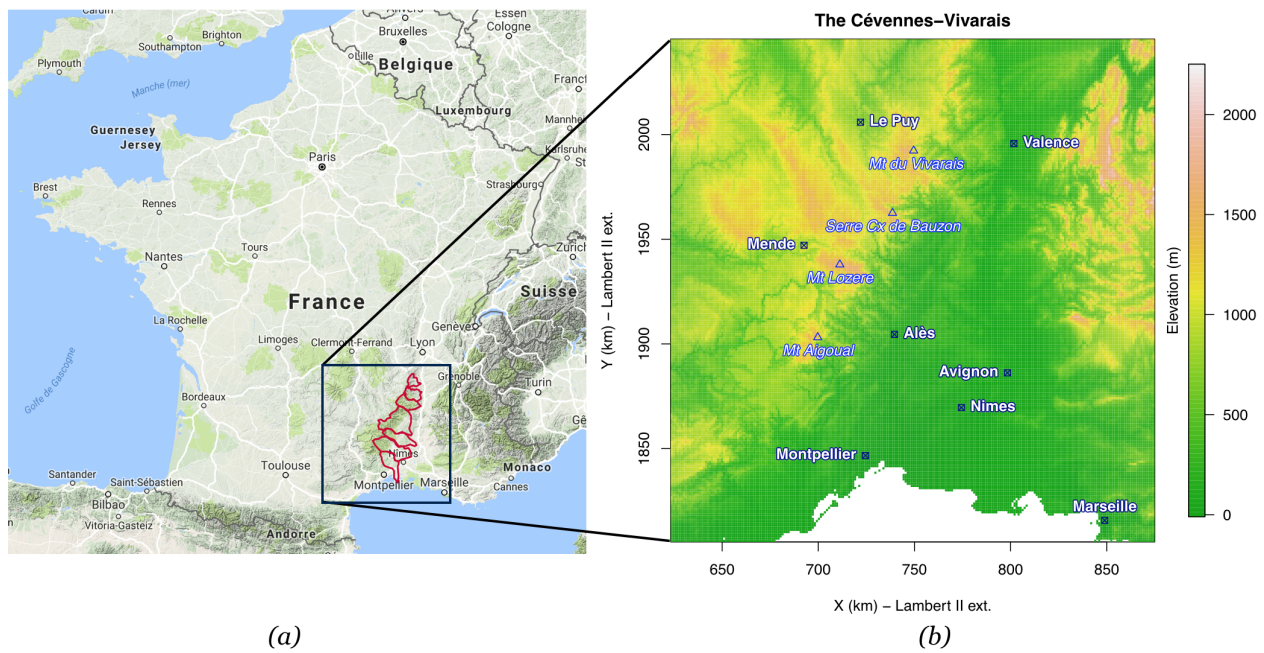 Cardiff
Southampton
Brighton
Plymouth
Manche (mer)
Guernesey
Jersey
Anvers
Bruxelles
Lille
Belgique
Essen
Cologne
Francf
Luxembourg
Mannhe
Karlsruhe
St
Paris
Strasbourg
Brest
Rennes
Tours
Nantes
Zurich
France
Suisse
La Rochelle
Limoges
Clermont-Ferrand
Lyon
Genève
Golfe de Gascogne
Bordeaux
Grenoble
Turin
Gê
Toulouse
Nîmes
Montpellier
Marseille
Monaco
Cannes
Santander
Saint-Sébastien
Bilbao
Vitoria-Gasteiz
Andorre
n
(a)
The Cévennes–Vivarais
Le Puy
Valence
Mt du Vivarais
Serre Cx de Bauzon
Mende
Mt Lozere
Alès
Mt Aigoual
Avignon
Nimes
Montpellier
Marseille
2000
1950
1900
1850
Y (km) – Lambert II ext.
650 700 750 800 850
X (km) – Lambert II ext.
2000
1500
1000
500
0
Elevation (m)
(b)